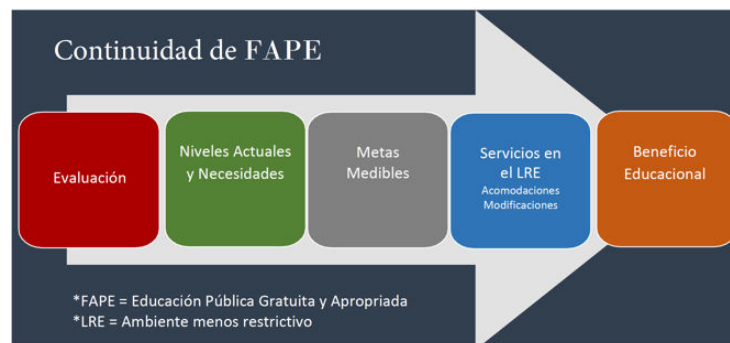 Continuidad de FAPE
Evaluación
Niveles Actuales
y Necesidades
Metas
Medibles
Servicios en
el LRE
Acomodaciones
Modificaciones
Beneficio
Educacional
*FAPE = Educación Pública Gratuita y Apropriada
*LRE = Ambiente menos restrictivo